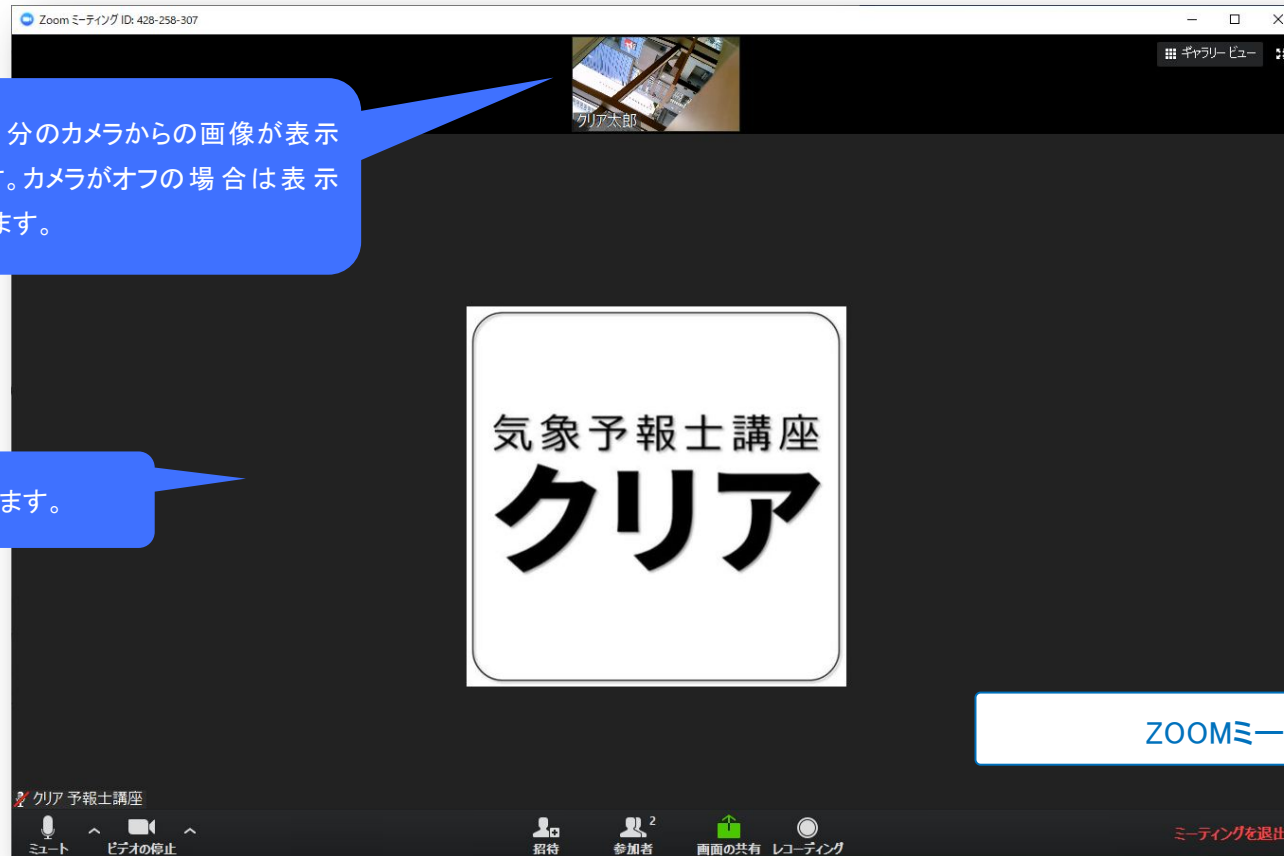 Zoom ミーティング ID: 428-258-307
ギャラリー ビュー
クリア太郎
分のカメラからの画像が表示
。カメラがオフの場合は表示
ます。
気象予報士講座
クリア
ます。
ZOOMミー
クリア 予報士講座
ミュート
ビデオの停止
招待
参加者
2
画面の共有
レコーディング
ミーティングを退出